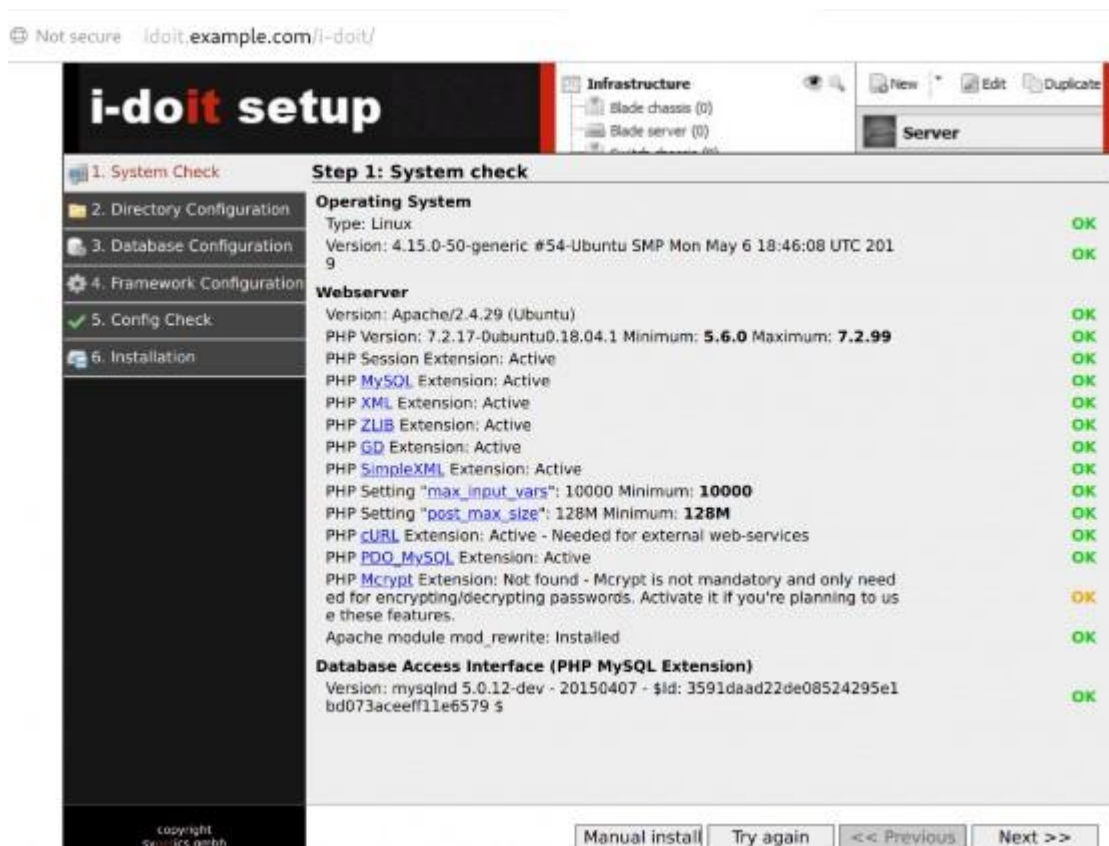 Not secure idoit.example.com/i-doit/
i-doit setup
Infrastructure
Blade chassis (0)
Blade server (0)
Switch chassis (0)
New
Edit
Duplicate
Server
1. System Check
2. Directory Configuration
3. Database Configuration
4. Framework Configuration
5. Config Check
6. Installation
Step 1: System check
Operating System
Type: Linux OK
Version: 4.15.0-50-generic #54-Ubuntu SMP Mon May 6 18:46:08 UTC 201
9 OK
Webserver
Version: Apache/2.4.29 (Ubuntu) OK
PHP Version: 7.2.17-0ubuntu0.18.04.1 Minimum: 5.6.0 Maximum: 7.2.99 OK
PHP Session Extension: Active OK
PHP MySQL Extension: Active OK
PHP XML Extension: Active OK
PHP ZLIB Extension: Active OK
PHP GD Extension: Active OK
PHP SimpleXML Extension: Active OK
PHP Setting "max_input_vars": 10000 Minimum: 10000 OK
PHP Setting "post_max_size": 128M Minimum: 128M OK
PHP cURL Extension: Active - Needed for external web-services OK
PHP PDO_MySQL Extension: Active OK
PHP Mcrypt Extension: Not found - Mcrypt is not mandatory and only need
ed for encrypting/decrypting passwords. Activate it if you're planning to us OK
e these features.
Apache module mod_rewrite: Installed OK
Database Access Interface (PHP MySQL Extension)
Version: mysqlnd 5.0.12-dev - 20150407 - $Id: 3591daad22de08524295e1
bd073aceeff11e6579 $ OK
copyright
synetics gmbh
Manual install
Try again
<< Previous
Next >>